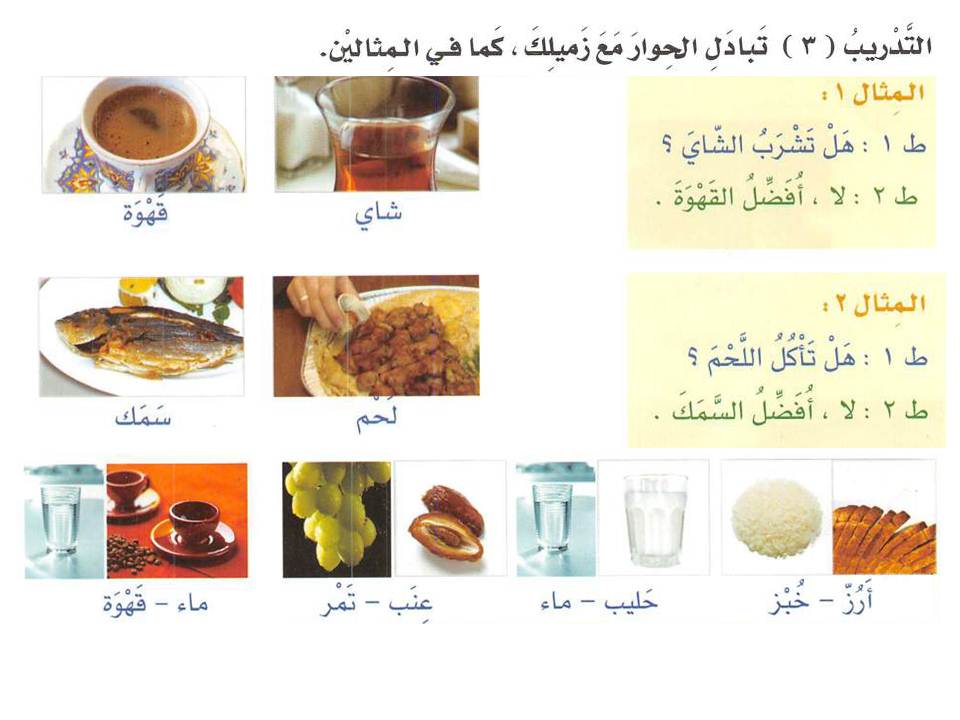 التَّدْريبُ ( ٣ ) تَبادَلِ الحِوارَ مَعَ زَميلِكَ ، كَما في المِثالَيْن.
المِثال ١ :
ط ١ : هَلْ تَشْرَبُ الشّايَ ؟
ط ٢ : لا ، أُفَضِّلُ القَهْوَةَ .
شاي
قَهْوَة
المِثال ٢ :
ط ١ : هَلْ تَأْكُلُ اللَّحْمَ ؟
ط ٢ : لا ، أُفَضِّلُ السَّمَكَ .
لَحْم
سَمَك
أَرُزّ – خُبْز
حَليب – ماء
عِنَب – تَمْر
ماء – قَهْوَة